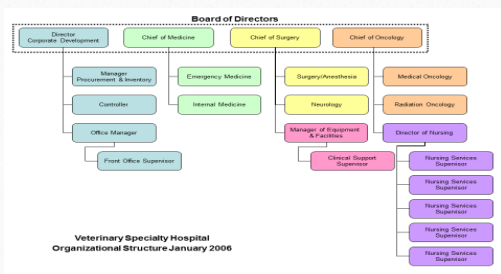 Board of Directors
Director
Corporate Development
Chief of Medicine
Chief of Surgery
Chief of Oncology
Manager
Procurement & Inventory
Emergency Medicine
Surgery/Anesthesia
Medical Oncology
Controller
Internal Medicine
Neurology
Radiation Oncology
Office Manager
Manager of Equipment
& Facilities
Director of Nursing
Front Office Supervisor
Clinical Support
Supervisor
Nursing Services
Supervisor
Nursing Services
Supervisor
Nursing Services
Supervisor
Nursing Services
Supervisor
Nursing Services
Supervisor
Veterinary Specialty Hospital
Organizational Structure January 2006